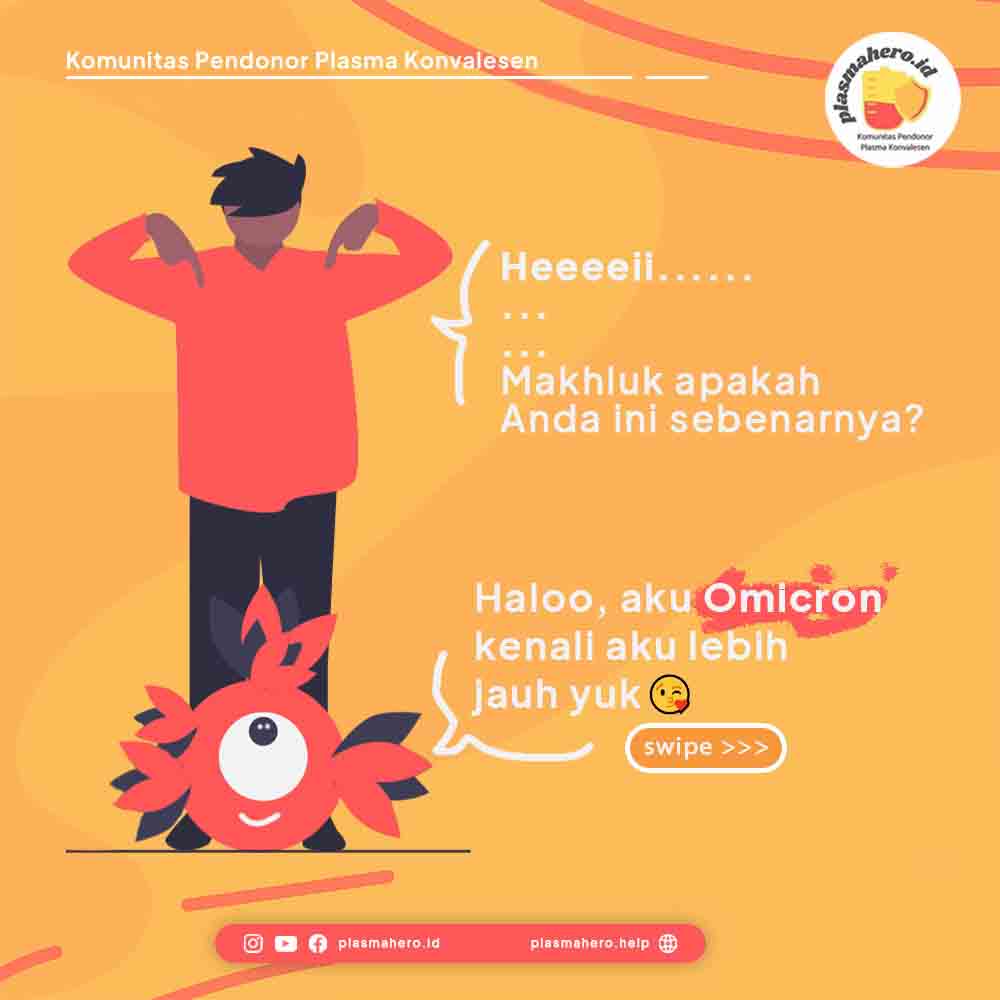 Komunitas Pendonor Plasma Konvalesen
plasmahero.id
Komunitas Pendonor
Plasma Konvalesen
Heeeeii......
...
...
Makhluk apakah
Anda ini sebenarnya?
Haloo, aku Omicron
kenali aku lebih
jauh yuk 😘
swipe >>>
plasmahero.id
plasmahero.help